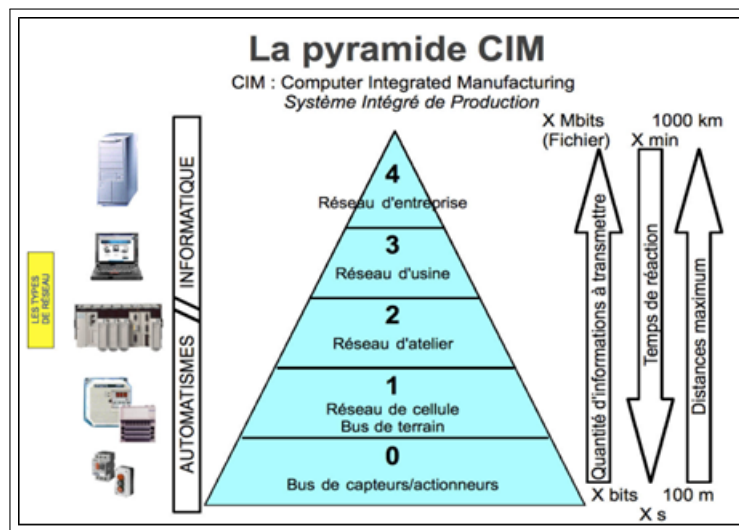 La pyramide CIM
CIM : Computer Integrated Manufacturing
Système Intégré de Production
X Mbits
(Fichier)
X min
1000 km
LES TYPES
DE RÉSEAU
INFORMATIQUE
//
AUTOMATISMES
4
Réseau d'entreprise
3
Réseau d'usine
2
Réseau d'atelier
1
Réseau de cellule
Bus de terrain
0
Bus de capteurs/actionneurs
Quantité d'informations à transmettre
Temps de réaction
Distances maximum
X bits
X s
100 m